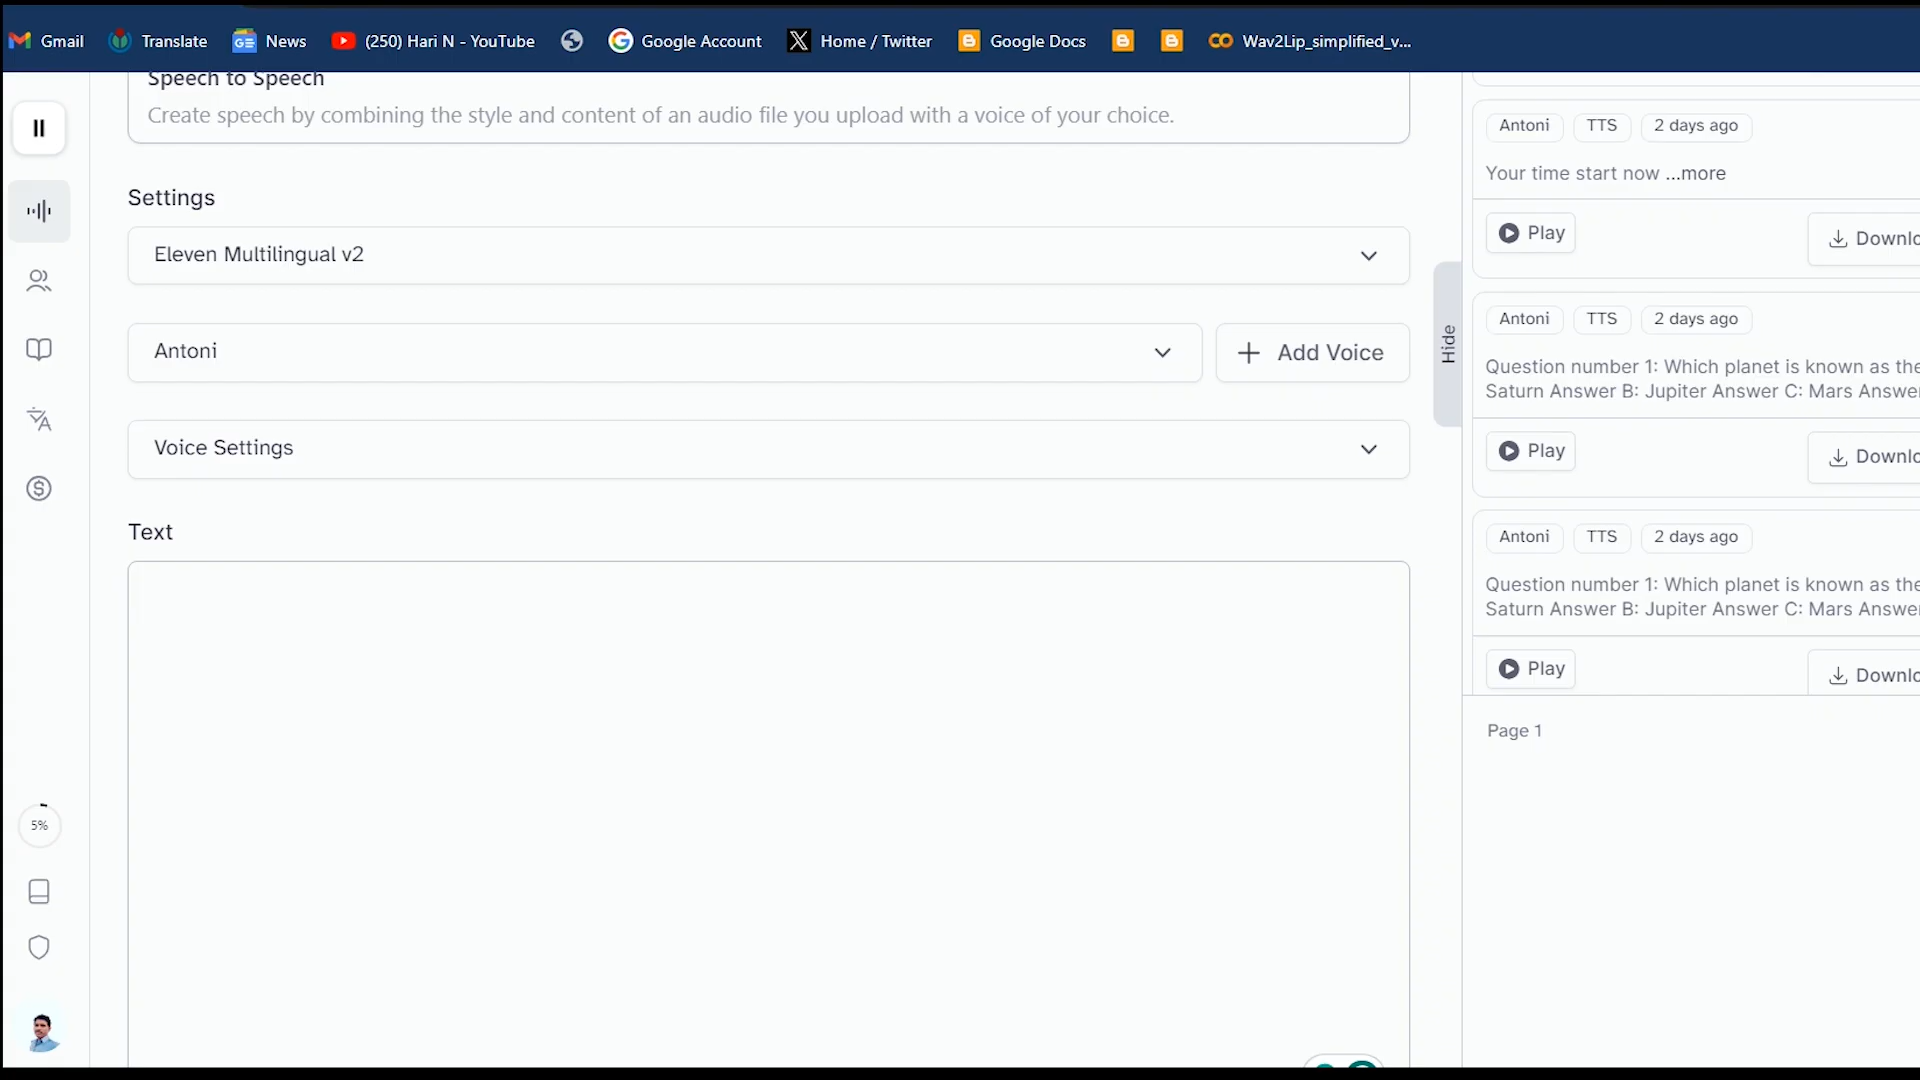 Gmail
Translate
News
(250) Hari N - YouTube
Google Account
Home / Twitter
Google Docs
Wav2Lip_simplified_v...
Speech to Speech
Create speech by combining the style and content of an audio file you upload with a voice of your choice.
Settings
Eleven Multilingual v2
Antoni
Add Voice
Voice Settings
Text
5%
Hide
Antoni TTS 2 days ago
Your time start now ...more
Play Downlo
Antoni TTS 2 days ago
Question number 1: Which planet is known as the
Saturn Answer B: Jupiter Answer C: Mars Answe
Play Downlo
Antoni TTS 2 days ago
Question number 1: Which planet is known as the
Saturn Answer B: Jupiter Answer C: Mars Answe
Play Downlo
Page 1